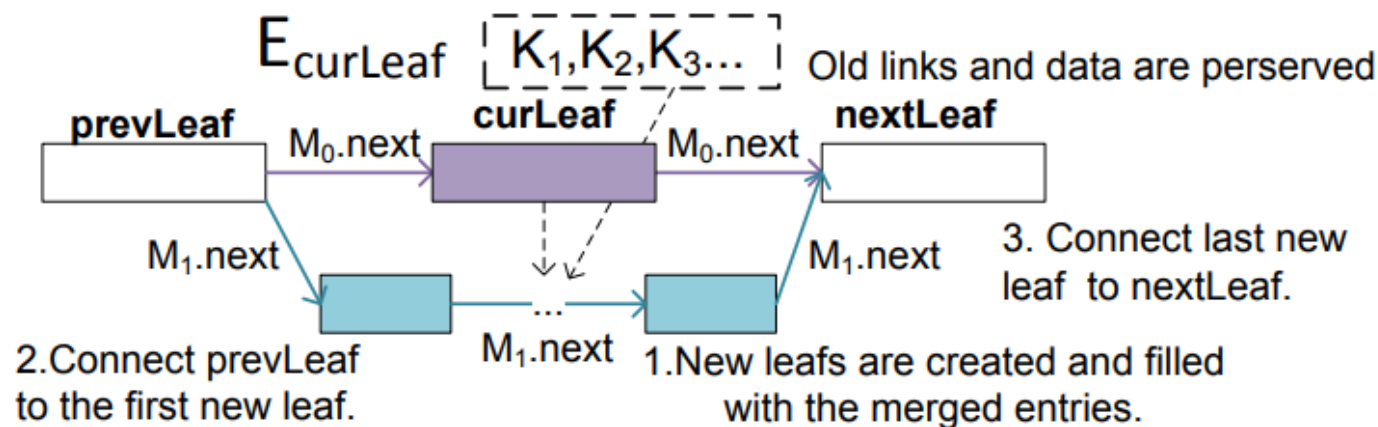 E_curLeaf
K₁,K₂,K₃...
Old links and data are perserved
prevLeaf
curLeaf
nextLeaf
M₀.next
M₀.next
M₁.next
M₁.next
3. Connect last new
leaf to nextLeaf.
...
M₁.next
2.Connect prevLeaf
to the first new leaf.
1.New leafs are created and filled
with the merged entries.